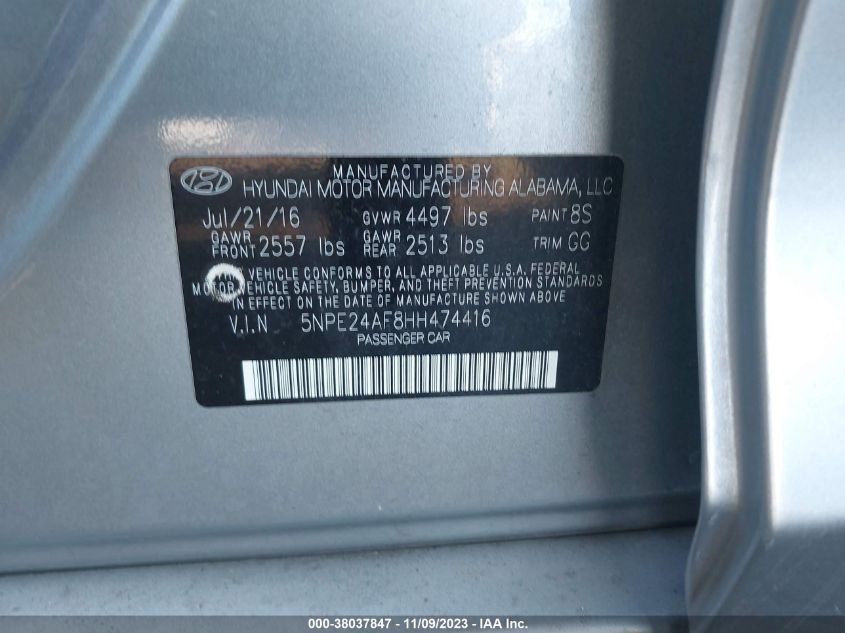 MANUFACTURED BY
HYUNDAI MOTOR MANUFACTURING ALABAMA, LLC
Jul/21/16 GVWR 4497 lbs PAINT 8S
GAWR FRONT 2557 lbs GAWR REAR 2513 lbs TRIM GG
VEHICLE CONFORMS TO ALL APPLICABLE U.S.A. FEDERAL
MOTOR VEHICLE SAFETY, BUMPER, AND THEFT PREVENTION STANDARDS
IN EFFECT ON THE DATE OF MANUFACTURE SHOWN ABOVE
V.I.N 5NPE24AF8HH474416
PASSENGER CAR
000-38037847 - 11/09/2023 - IAA Inc.